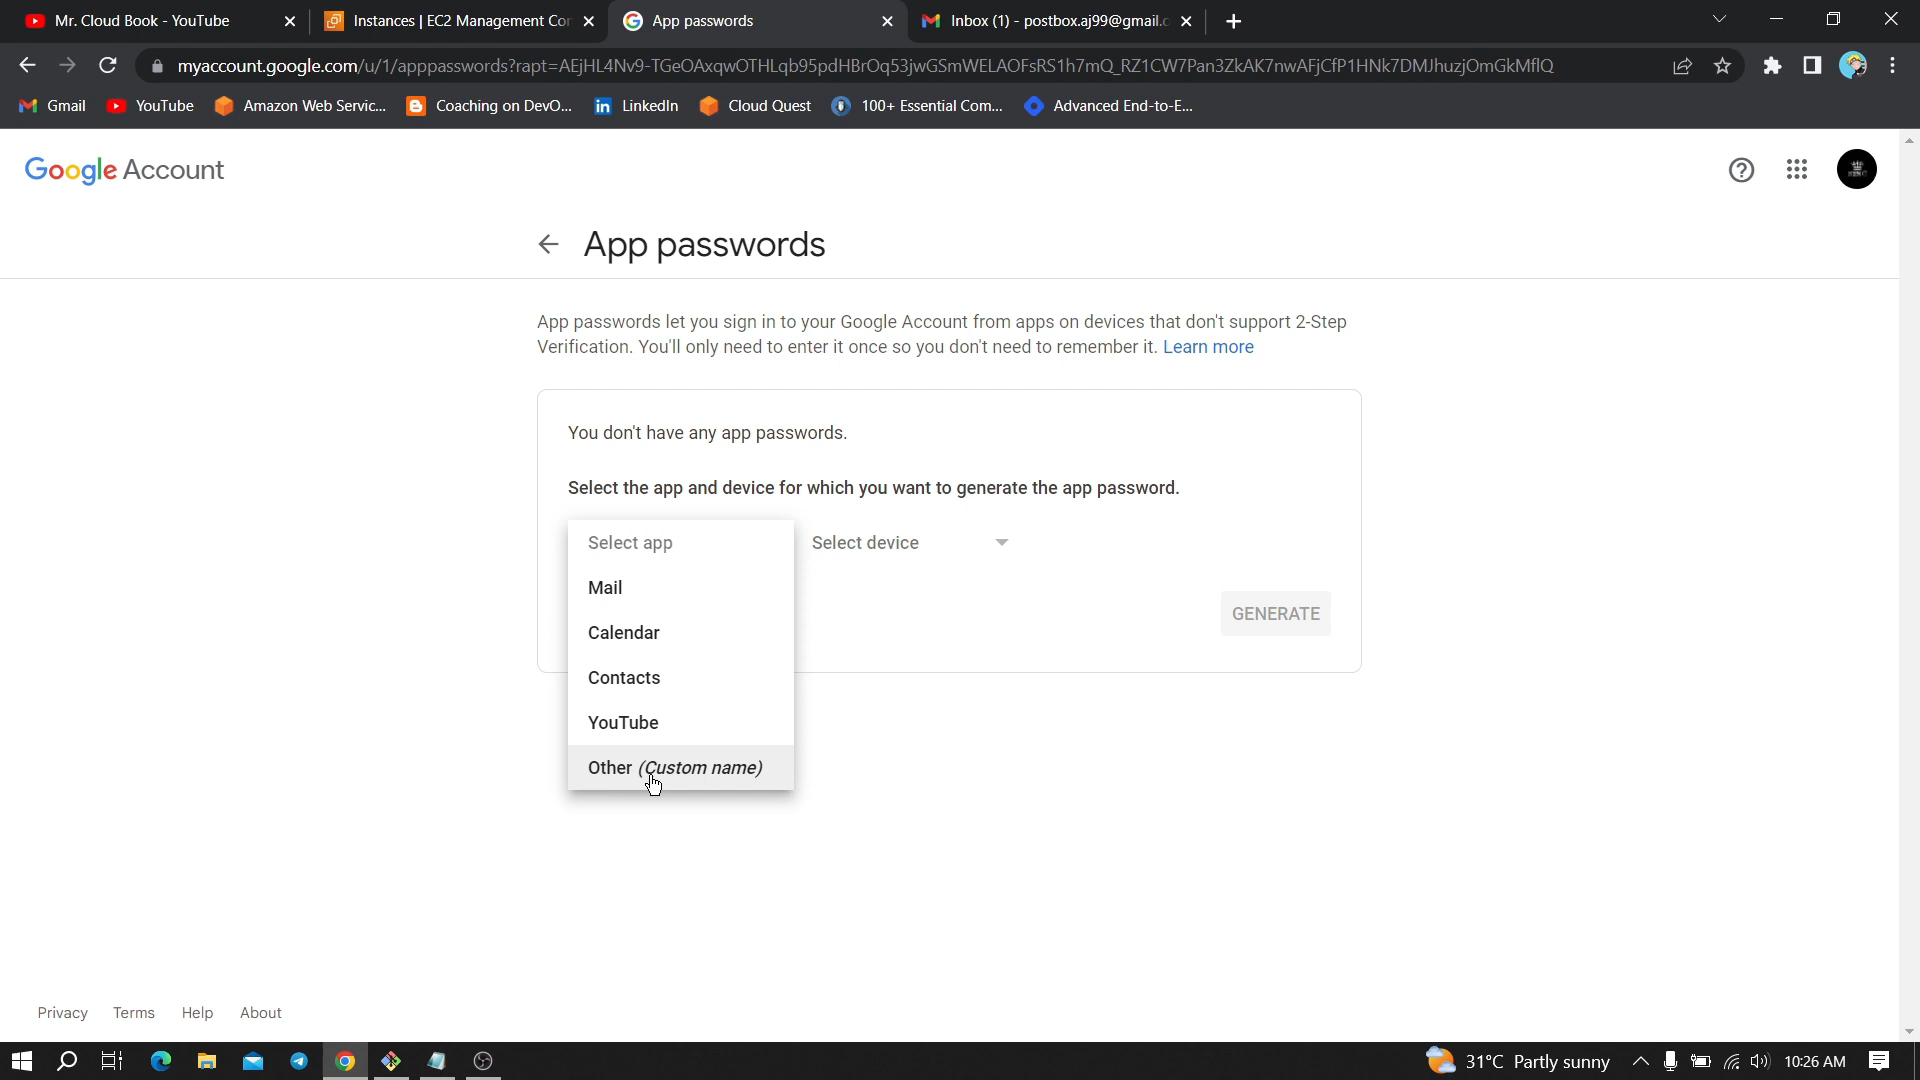 Mr. Cloud Book - YouTube
Instances | EC2 Management Con
App passwords
Inbox (1) - postbox.aj99@gmail.c
myaccount.google.com/u/1/apppasswords?rapt=AEjHL4Nv9-TGeOAxqwOTHLqb95pdHBrOq53jwGSmWELAOFsRS1h7mQ_RZ1CW7Pan3ZkAK7nwAFjCfP1HNk7DMJhuzjOmGkMflQ
Gmail
YouTube
Amazon Web Servic...
Coaching on DevO...
LinkedIn
Cloud Quest
100+ Essential Com...
Advanced End-to-E...
Google Account
App passwords
App passwords let you sign in to your Google Account from apps on devices that don't support 2-Step
Verification. You'll only need to enter it once so you don't need to remember it. Learn more
You don't have any app passwords.
Select the app and device for which you want to generate the app password.
Select app
Select device
Mail
Calendar
GENERATE
Contacts
YouTube
Other (Custom name)
Privacy
Terms
Help
About
31°C Partly sunny
10:26 AM